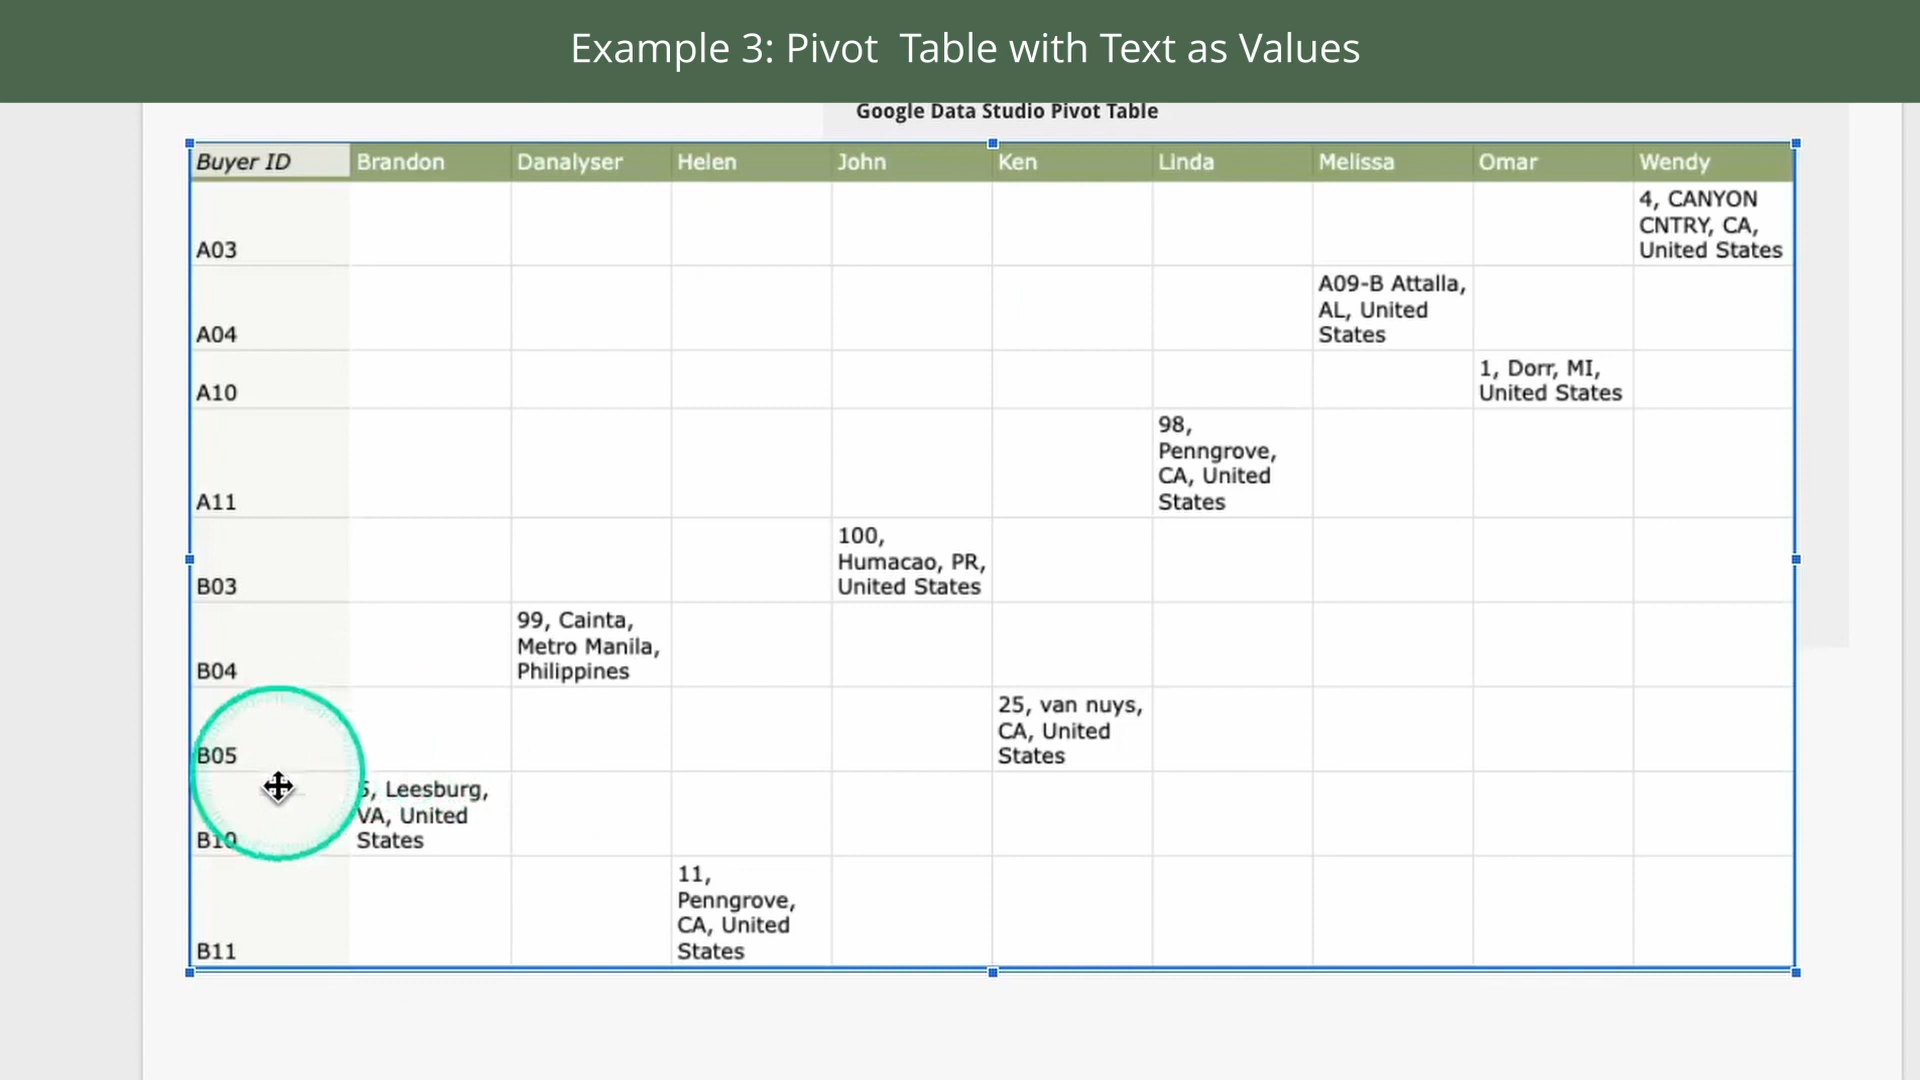 Example 3: Pivot Table with Text as Values
Google Data Studio Pivot Table
Buyer ID Brandon Danalyser Helen John Ken Linda Melissa Omar Wendy
4, CANYON
CNTRY, CA,
United States
A03
A09-B Attalla,
AL, United
States
A04
1, Dorr, MI,
United States
A10
98,
Penngrove,
CA, United
States
A11
100,
Humacao, PR,
United States
B03
99, Cainta,
Metro Manila,
Philippines
B04
25, van nuys,
CA, United
States
B05
5, Leesburg,
VA, United
States
B10
11,
Penngrove,
CA, United
States
B11